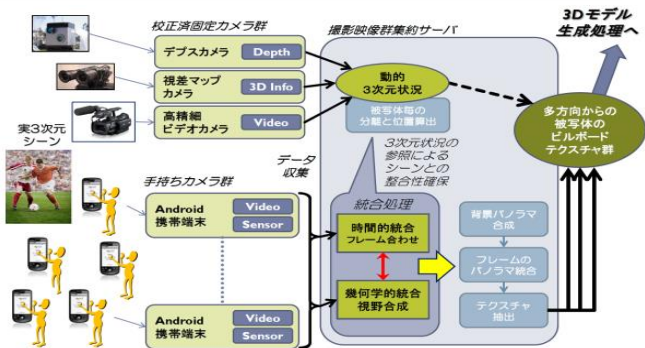 校正済固定カメラ群
デプスカメラ
Depth
視差マップ
カメラ
3D Info
高精細
ビデオカメラ
Video
実3次元
シーン
手持ちカメラ群
Android
携帯端末
Video
Sensor
Android
携帯端末
Video
Sensor
データ
収集
撮影映像群集約サーバ
動的
3次元状況
被写体毎の
分離と位置算出
3次元状況の
参照による
シーンとの
整合性確保
統合処理
時間的統合
フレーム合わせ
幾何学的統合
視野合成
背景パノラマ
合成
フレームの
パノラマ統合
テクスチャ
抽出
3Dモデル
生成処理へ
多方向からの
被写体の
ビルボード
テクスチャ群